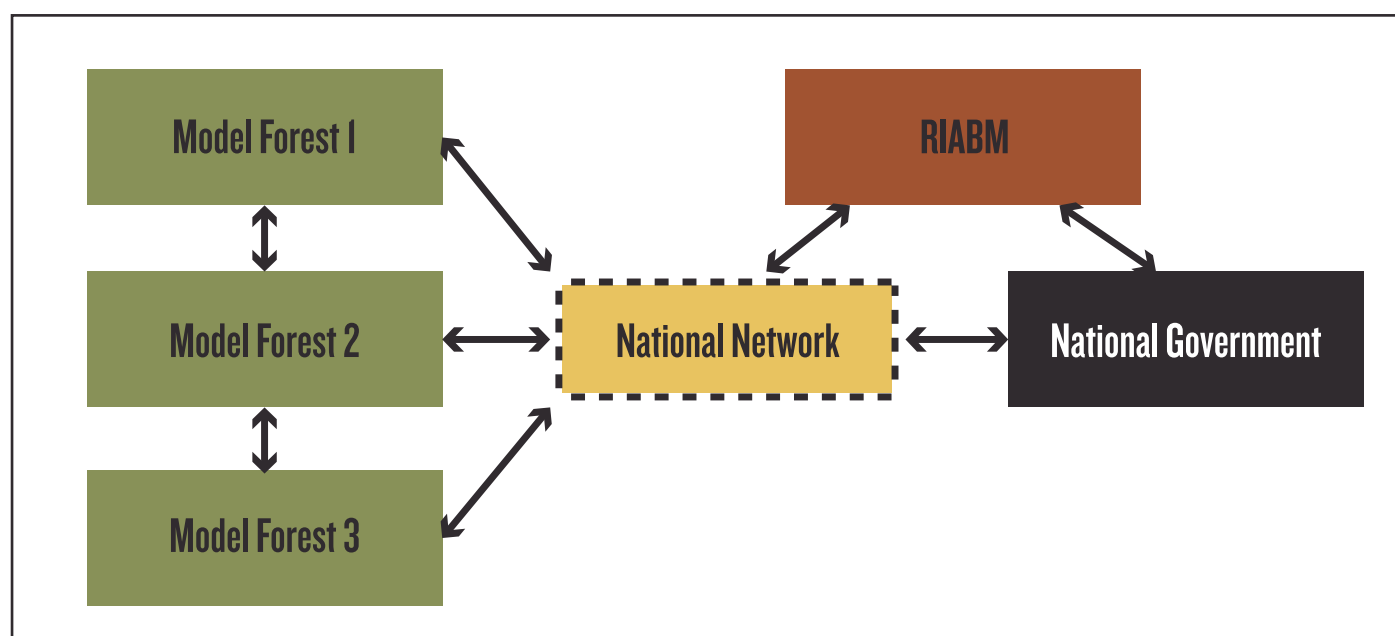 Model Forest 1
RIABM
Model Forest 2
National Network
National Government
Model Forest 3